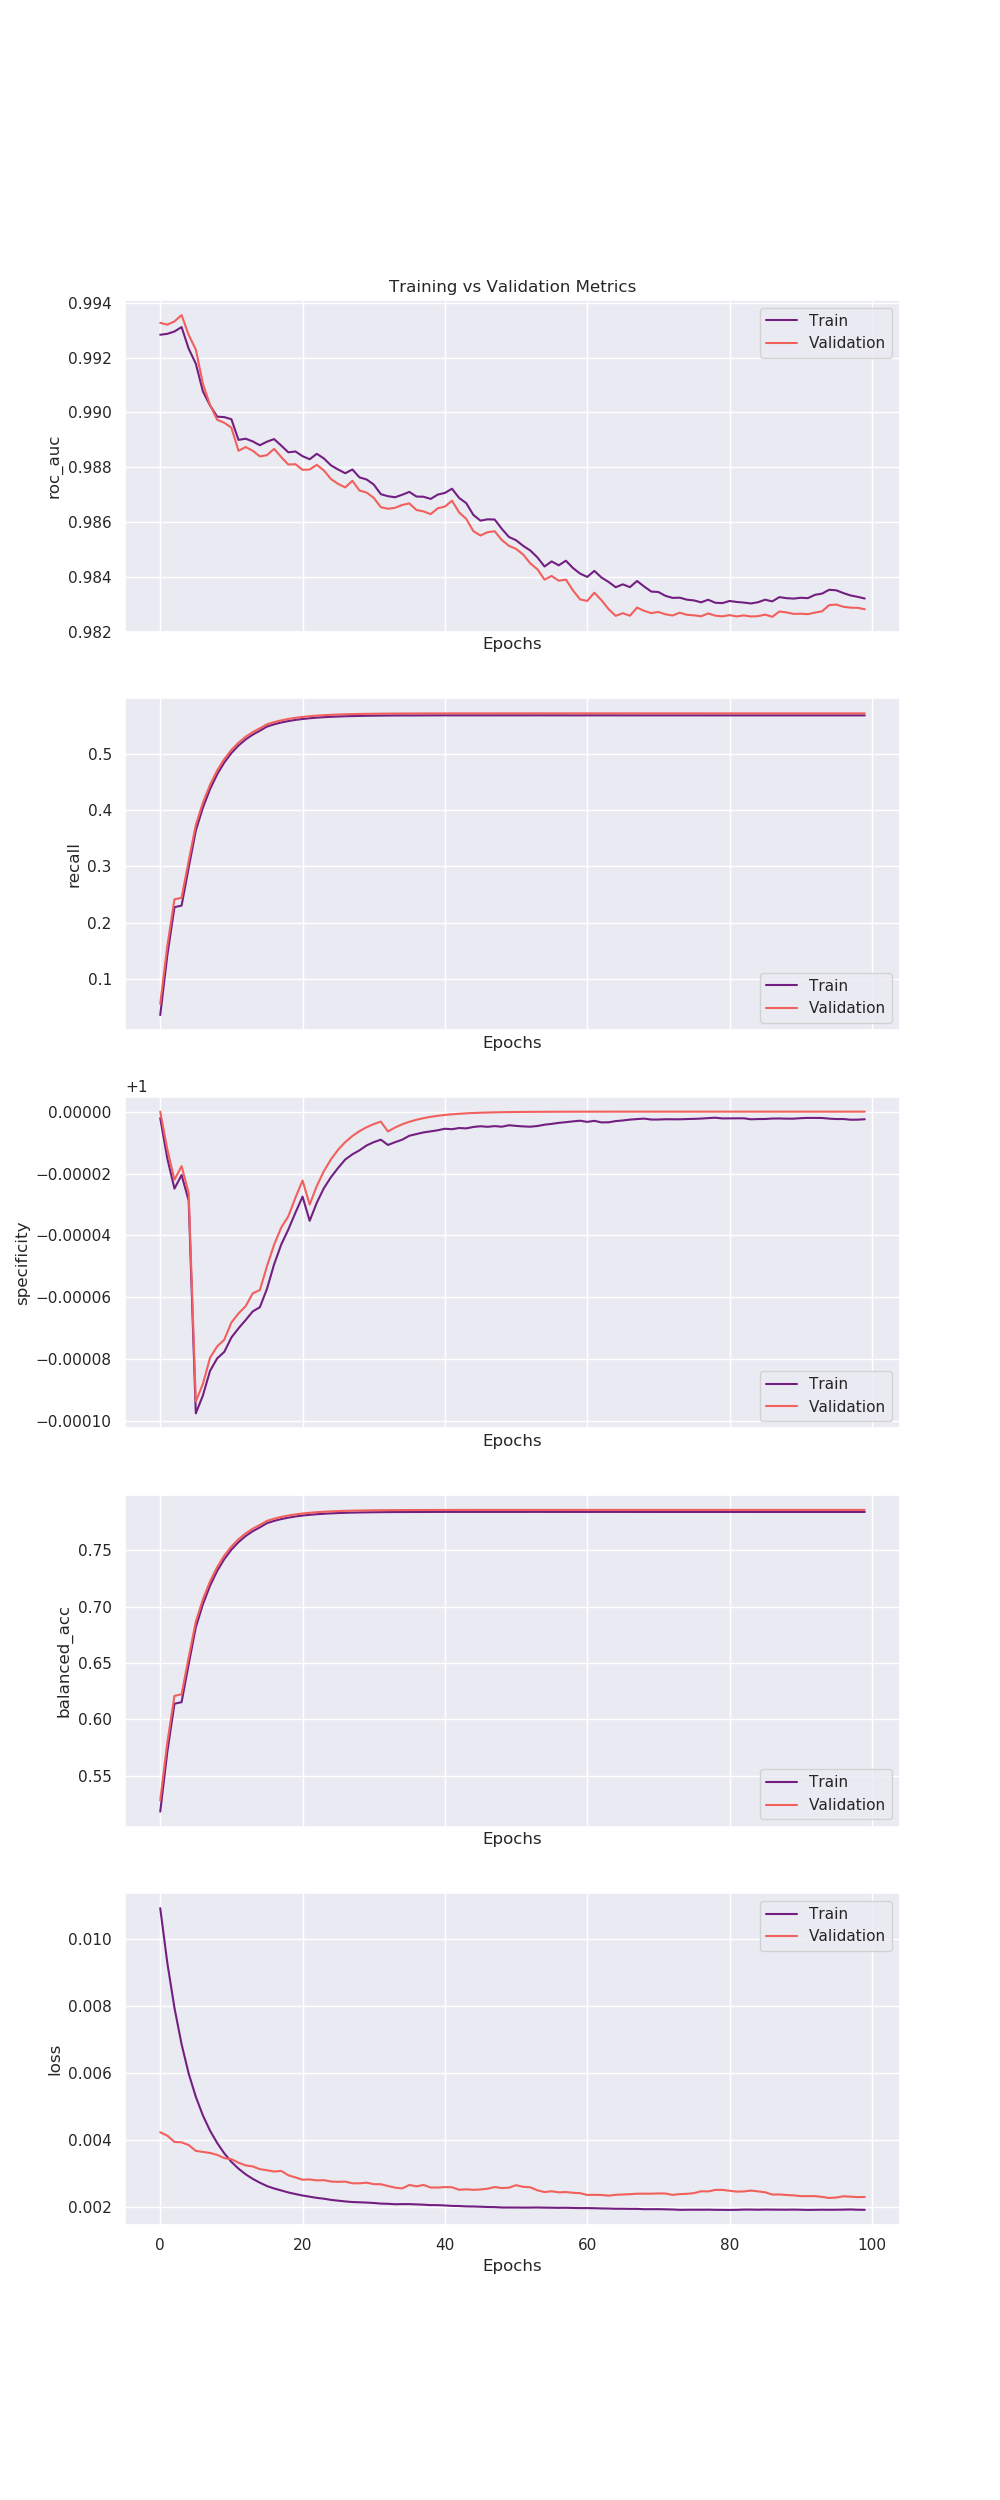 Training vs Validation Metrics
0.994
0.992
0.990
0.988
0.986
0.984
0.982
roc_auc
Train
Validation
Epochs
0.5
0.4
0.3
0.2
0.1
recall
Train
Validation
Epochs
+1
0.00000
−0.00002
−0.00004
−0.00006
−0.00008
−0.00010
specificity
Train
Validation
Epochs
0.75
0.70
0.65
0.60
0.55
balanced_acc
Train
Validation
Epochs
0.010
0.008
0.006
0.004
0.002
loss
Train
Validation
0 20 40 60 80 100
Epochs